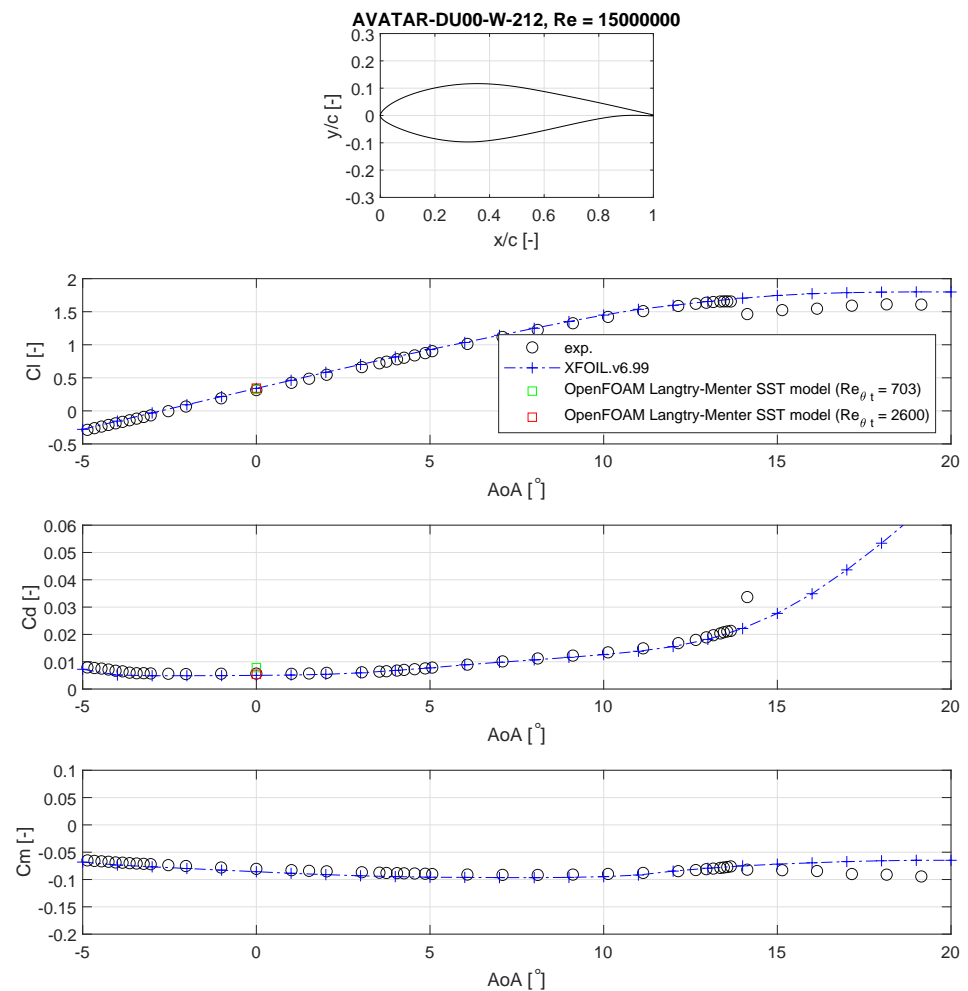 AVATAR-DU00-W-212, Re = 15000000
0.3
0.2
0.1
0
-0.1
-0.2
-0.3
y/c [-]
0 0.2 0.4 0.6 0.8 1
x/c [-]
2
1.5
1
0.5
0
-0.5
Cl [-]
exp.
XFOIL.v6.99
OpenFOAM Langtry-Menter SST model (Re_θ t = 703)
OpenFOAM Langtry-Menter SST model (Re_θ t = 2600)
-5 0 5 10 15 20
AoA [°]
0.06
0.05
0.04
0.03
0.02
0.01
0
Cd [-]
-5 0 5 10 15 20
AoA [°]
0.1
0.05
0
-0.05
-0.1
-0.15
-0.2
Cm [-]
-5 0 5 10 15 20
AoA [°]